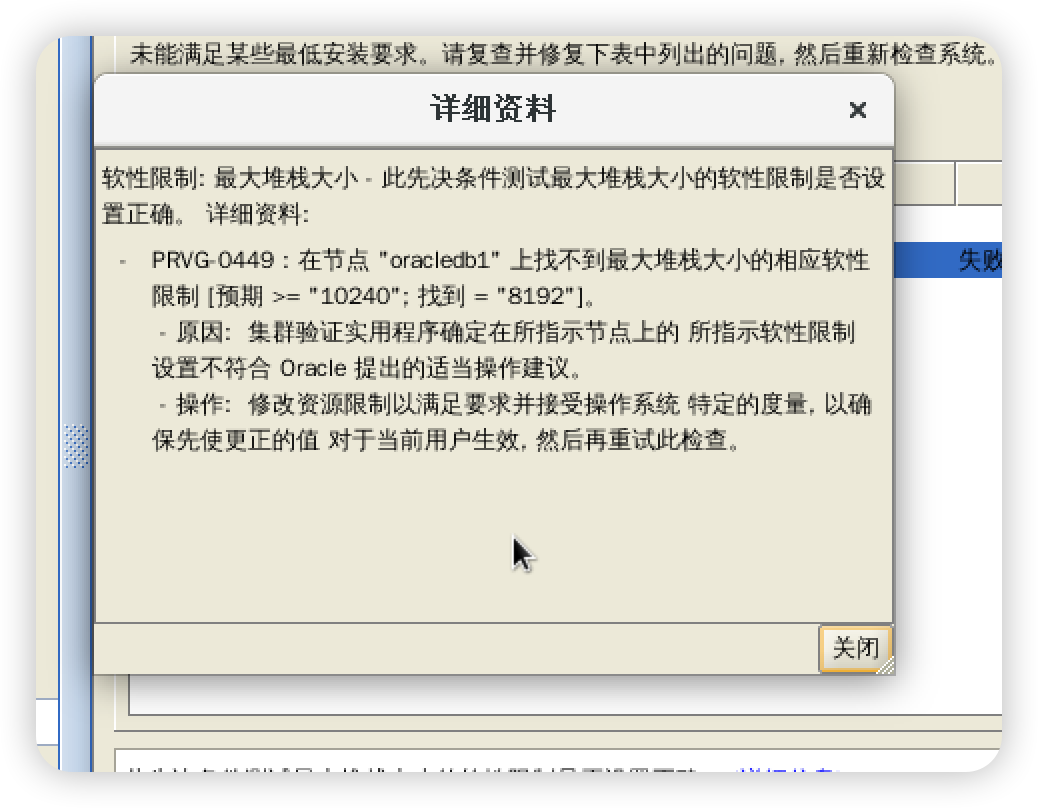 未能满足某些最低安装要求。请复查并修复下表中列出的问题, 然后重新检查系统。
详细资料
软性限制: 最大堆栈大小 - 此先决条件测试最大堆栈大小的软性限制是否设
置正确。 详细资料:
- PRVG-0449 : 在节点 "oracledb1" 上找不到最大堆栈大小的相应软性
限制 [预期 >= "10240"; 找到 = "8192"]。
- 原因: 集群验证实用程序确定在所指示节点上的 所指示软性限制
设置不符合 Oracle 提出的适当操作建议。
- 操作: 修改资源限制以满足要求并接受操作系统 特定的度量, 以确
保先使更正的值 对于当前用户生效, 然后再重试此检查。
失败
关闭